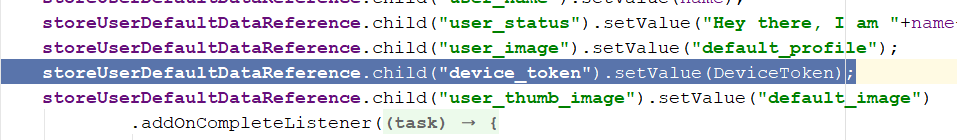 storeUserDefaultDataReference.child("user_name").setValue(name);
storeUserDefaultDataReference.child("user_status").setValue("Hey there, I am "+name
storeUserDefaultDataReference.child("user_image").setValue("default_profile");
storeUserDefaultDataReference.child("device_token").setValue(DeviceToken);
storeUserDefaultDataReference.child("user_thumb_image").setValue("default_image")
.addOnCompleteListener((task) → {